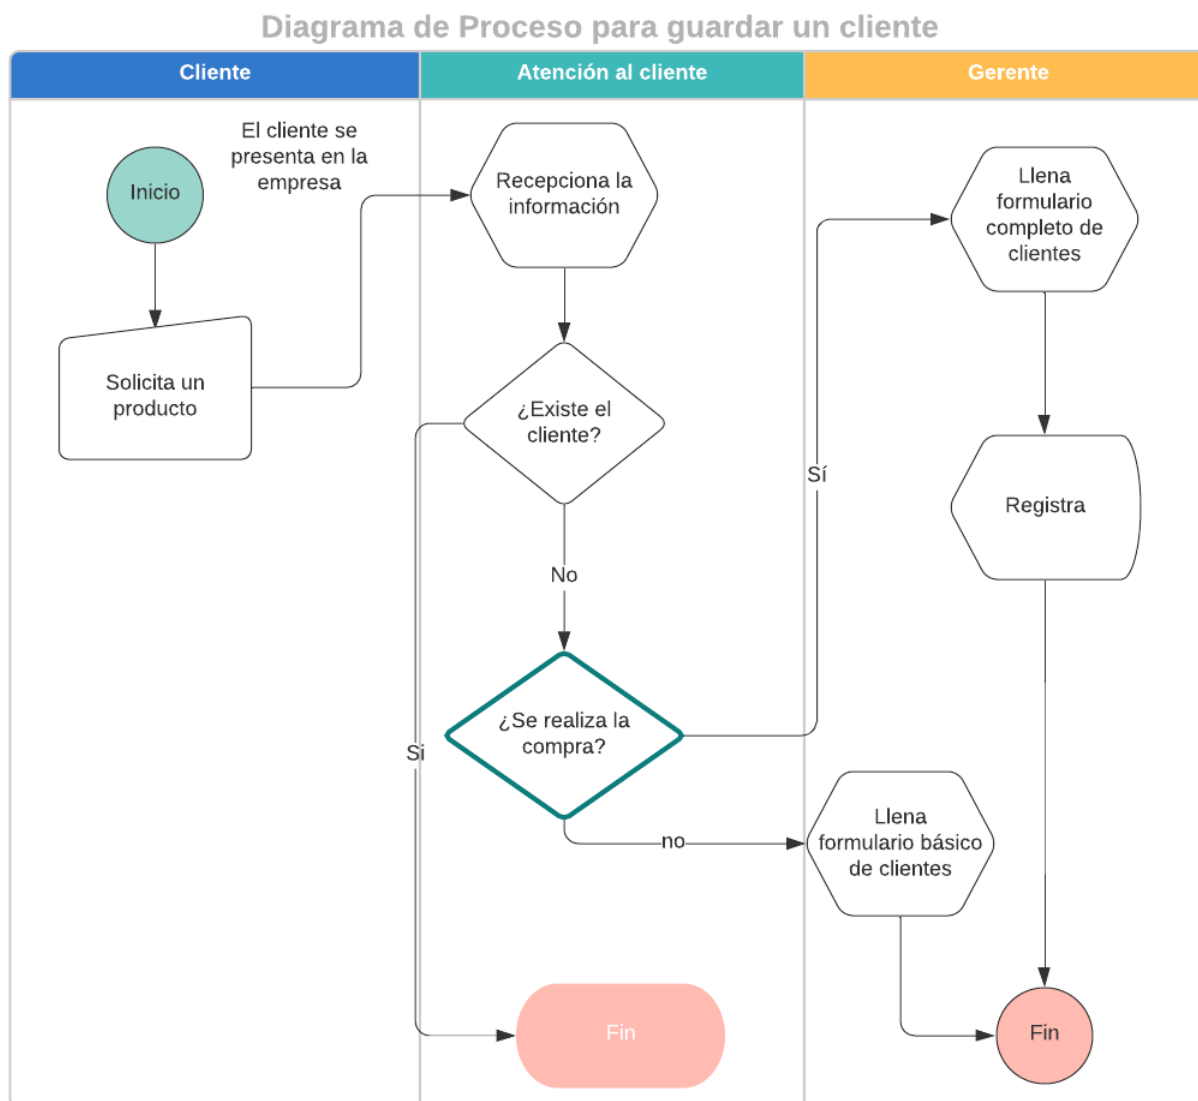 Diagrama de Proceso para guardar un cliente
Cliente
Atención al cliente
Gerente
El cliente se
presenta en la
empresa
Inicio
Solicita un
producto
Recepciona la
información
¿Existe el
cliente?
No
Si
¿Se realiza la
compra?
Sí
no
Fin
Llena
formulario
completo de
clientes
Registra
Llena
formulario básico
de clientes
Fin